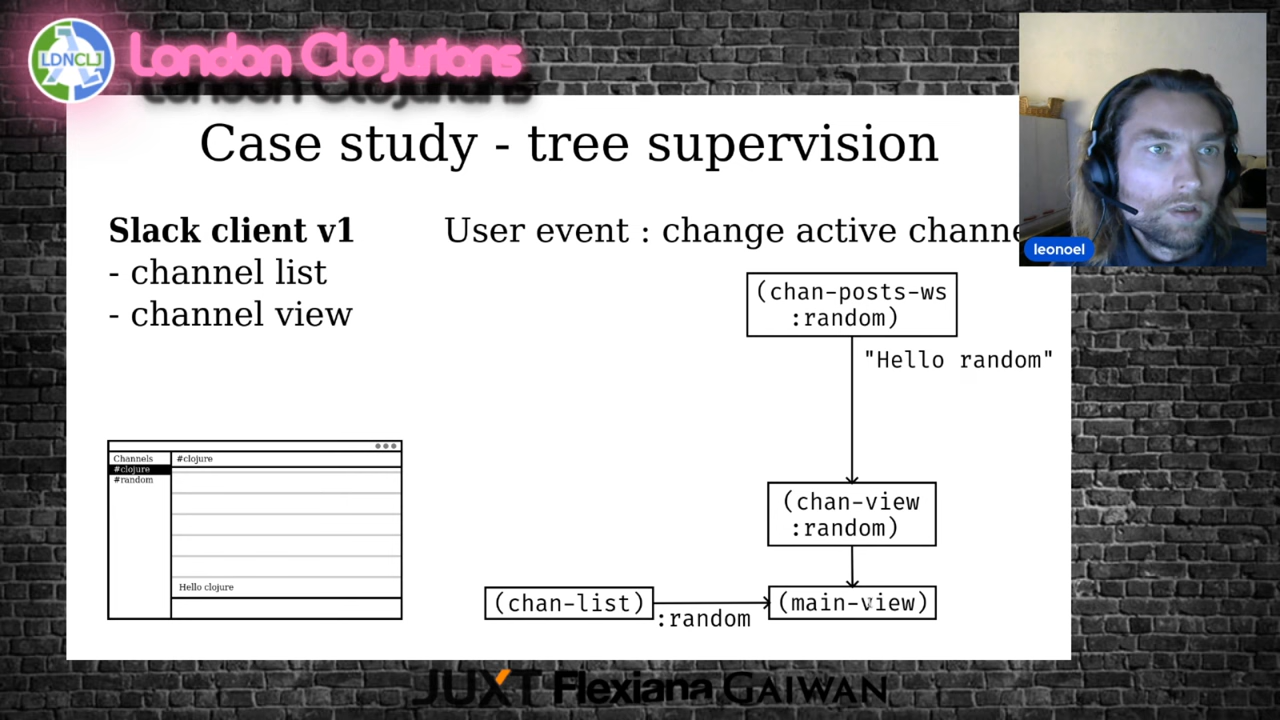 LDNCLJ
London Clojurians
Case study - tree supervision
Slack client v1
- channel list
- channel view
User event : change active channe
leonoel
(chan-posts-ws
:random)
"Hello random"
(chan-view
:random)
(chan-list)
:random
(main-view)
Channels
#clojure
#random
#clojure
Hello clojure
JUXT Flexiana GAIWAN